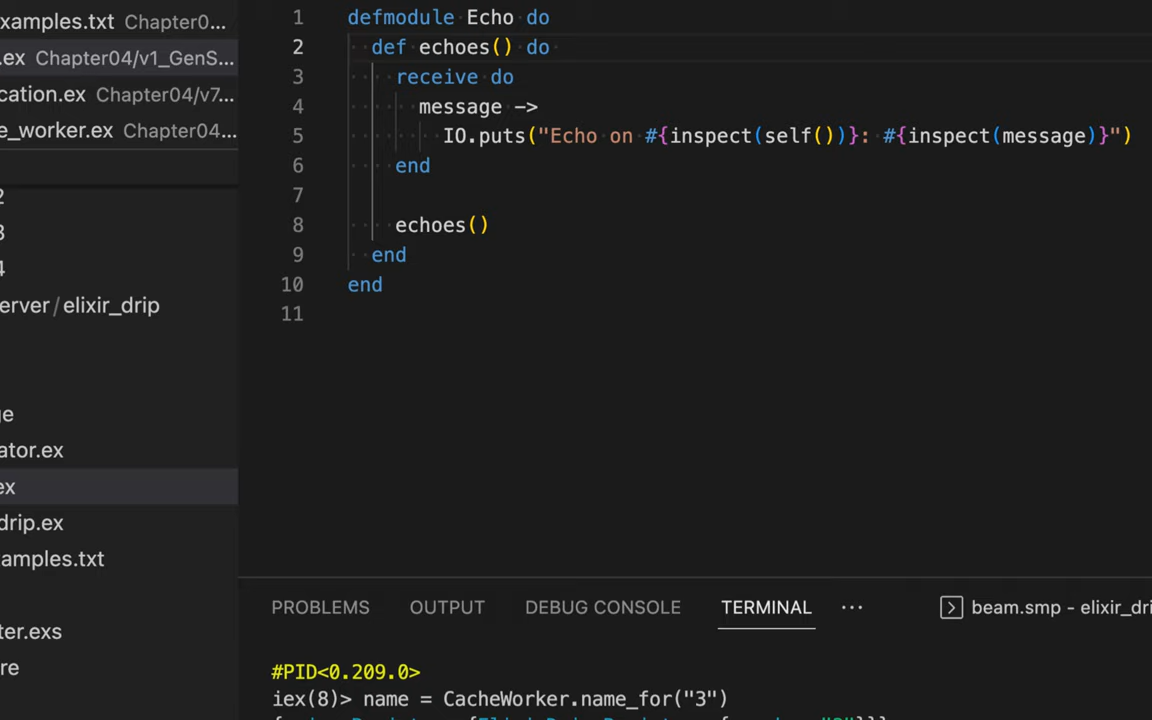 xamples.txt Chapter0...
.ex Chapter04/v1_GenS...
cation.ex Chapter04/v7...
e_worker.ex Chapter04...
2
3
4
erver/elixir_drip
ge
ator.ex
ex
drip.ex
amples.txt
ter.exs
re
1 defmodule Echo do
2 def echoes() do
3 receive do
4 message ->
5 IO.puts("Echo on #{inspect(self())}: #{inspect(message)}")
6 end
7
8 echoes()
9 end
10 end
11
PROBLEMS OUTPUT DEBUG CONSOLE TERMINAL ... beam.smp - elixir_dri
#PID<0.209.0>
iex(8)> name = CacheWorker.name_for("3")